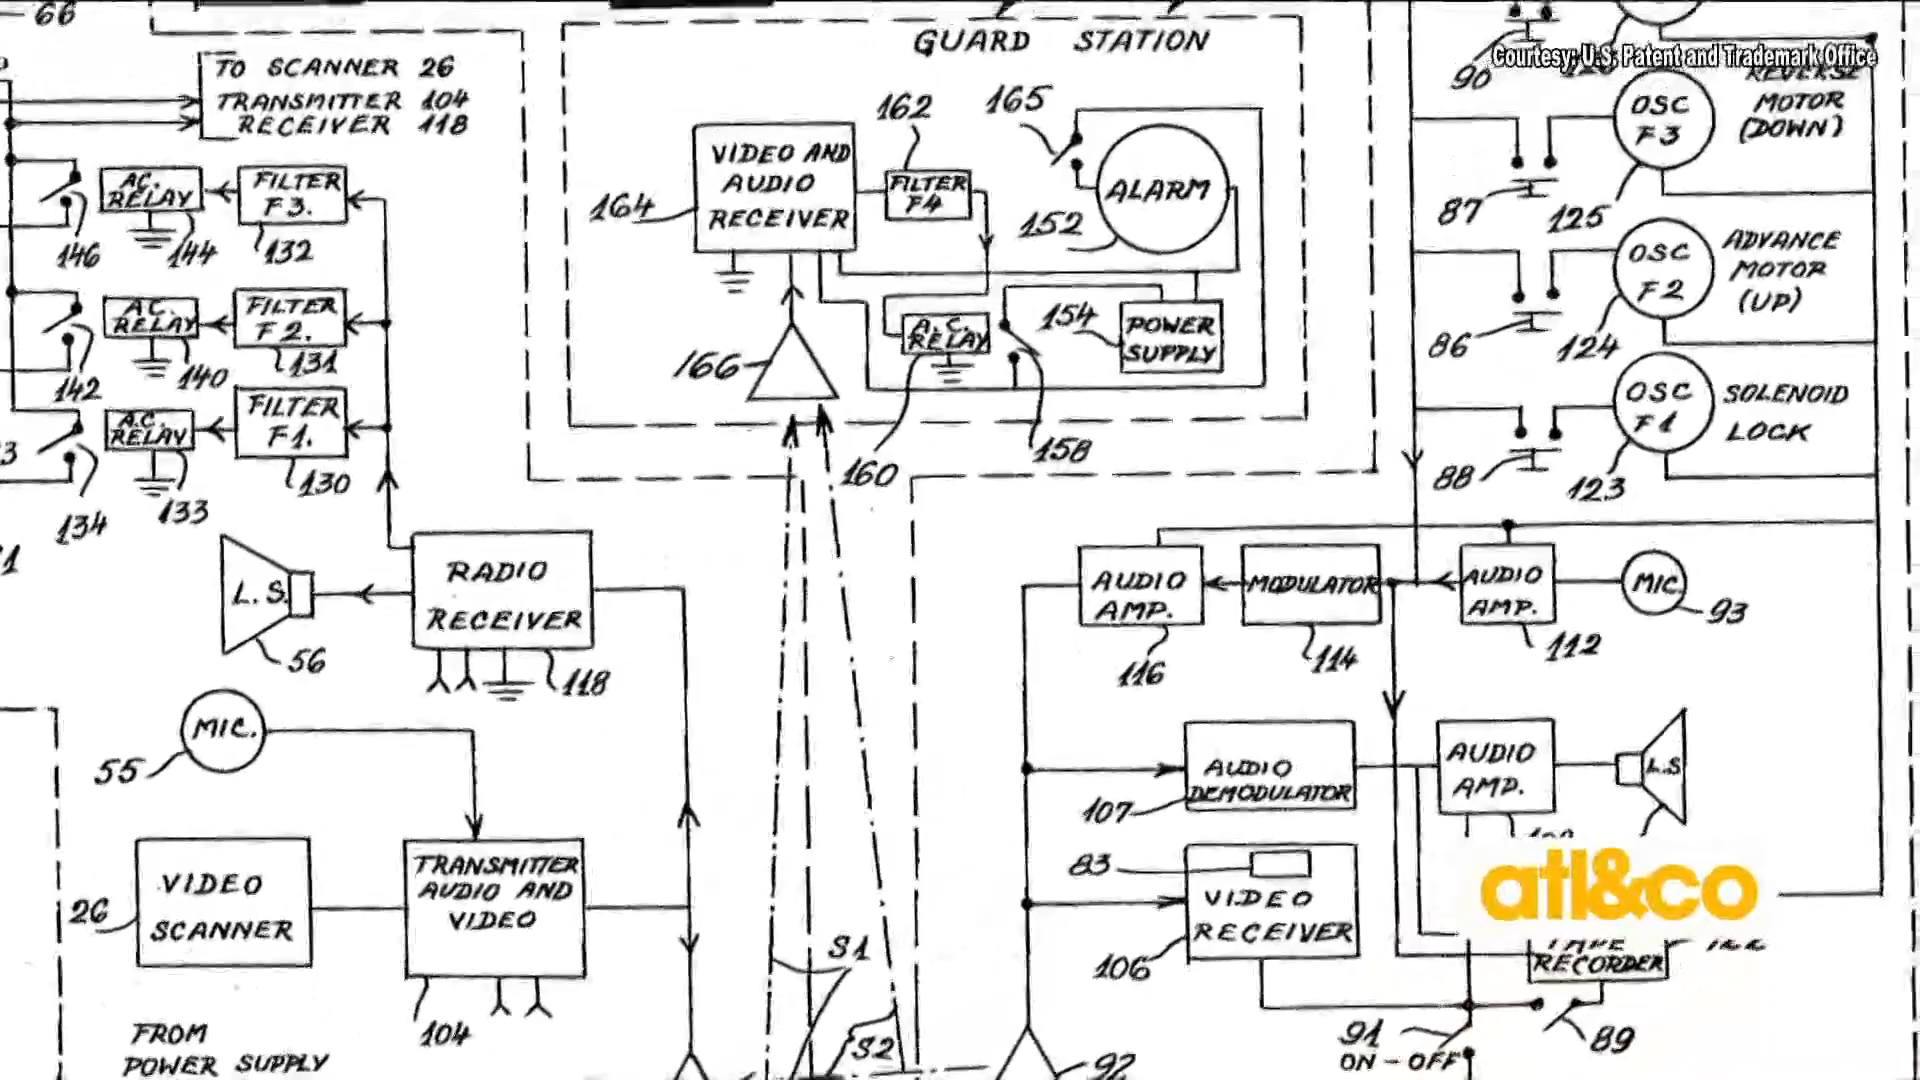 66
TO SCANNER 26
TRANSMITTER 104
RECEIVER 118
A.C.
RELAY
FILTER
F3.
146
144
132
A.C.
RELAY
FILTER
F2.
142
140
131
A.C.
RELAY
FILTER
F1.
134
133
130
L.S.
56
RADIO
RECEIVER
118
MIC.
55
VIDEO
SCANNER
26
TRANSMITTER
AUDIO AND
VIDEO
104
FROM
POWER SUPPLY
GUARD STATION
VIDEO AND
AUDIO
RECEIVER
164
162
FILTER
F4
165
ALARM
152
166
A.C.
RELAY
160
158
154
POWER
SUPPLY
S1
S2
Courtesy: U.S. Patent and Trademark Office
90
REVERSE
MOTOR
(DOWN)
OSC
F3
87
125
ADVANCE
MOTOR
(UP)
OSC
F2
86
124
SOLENOID
LOCK
OSC
F1
88
123
AUDIO
AMP.
116
MODULATOR
114
AUDIO
AMP.
112
MIC.
93
AUDIO
DEMODULATOR
107
AUDIO
AMP.
L.S
83
VIDEO
RECEIVER
106
atl&co
RECORDER
91
ON-OFF
89
92